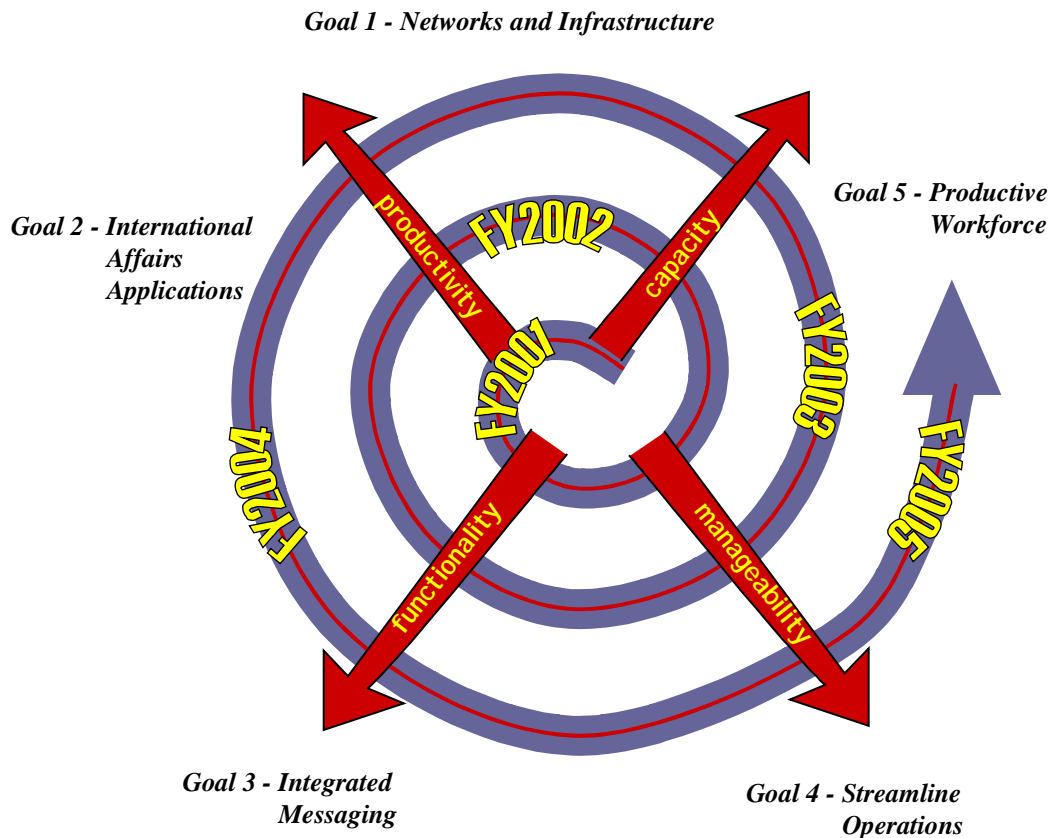 Goal 1 - Networks and Infrastructure
Goal 5 - Productive
Workforce
Goal 2 - International
Affairs
Applications
productivity
FY2002
capacity
FY2001
FY2003
FY2004
FY2005
functionality
manageability
Goal 3 - Integrated
Messaging
Goal 4 - Streamline
Operations